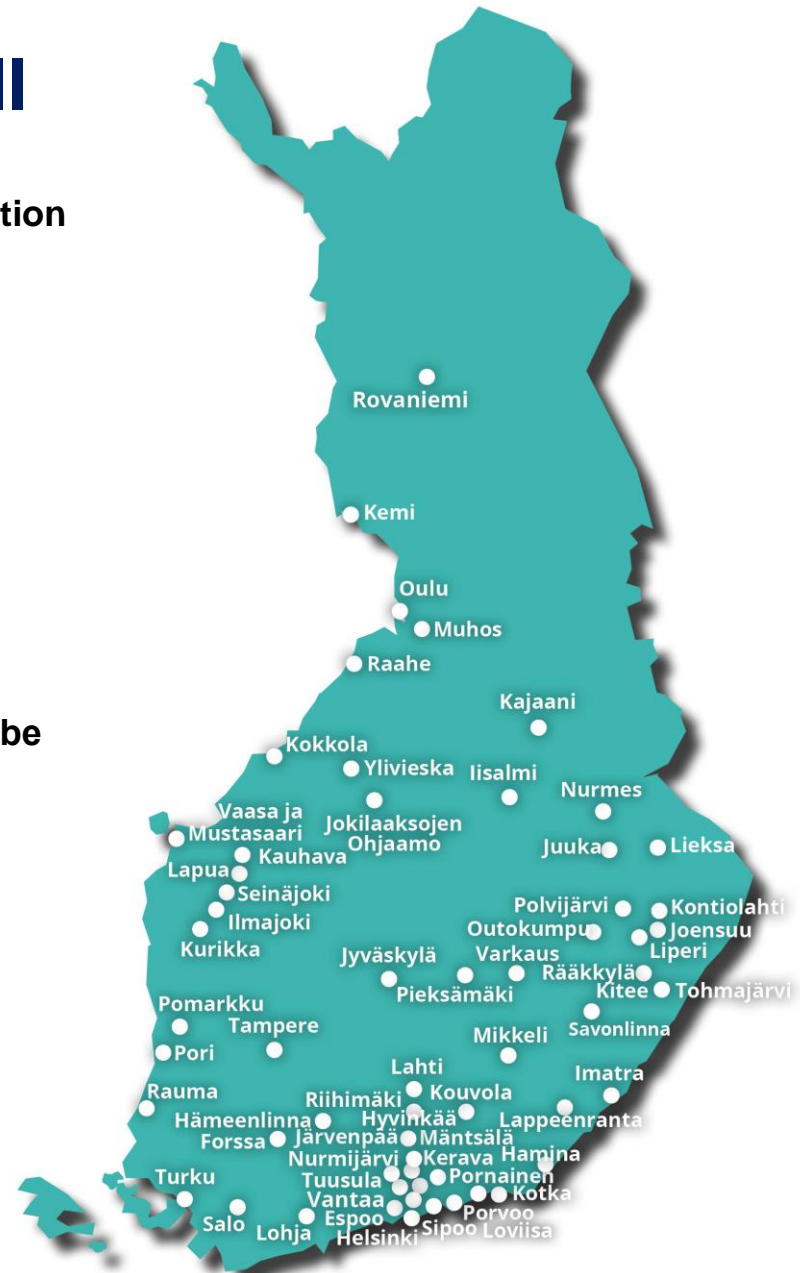 ll
tion
be
Rovaniemi
Kemi
Oulu
Muhos
Raahe
Kajaani
Kokkola
Ylivieska
Iisalmi
Nurmes
Vaasa ja
Mustasaari
Jokilaaksojen
Ohjaamo
Juuka
Lieksa
Kauhava
Lapua
Seinäjoki
Ilmajoki
Kurikka
Polvijärvi
Kontiolahti
Outokumpu
Joensuu
Liperi
Jyväskylä
Varkaus
Rääkkylä
Pieksämäki
Kitee
Tohmajärvi
Pomarkku
Tampere
Savonlinna
Mikkeli
Pori
Lahti
Imatra
Rauma
Riihimäki
Kouvola
Hämeenlinna
Hyvinkää
Lappeenranta
Forssa
Järvenpää
Mäntsälä
Nurmijärvi
Kerava
Hamina
Turku
Tuusula
Pornainen
Vantaa
Kotka
Salo
Lohja
Espoo
Porvoo
Helsinki
Sipoo
Loviisa